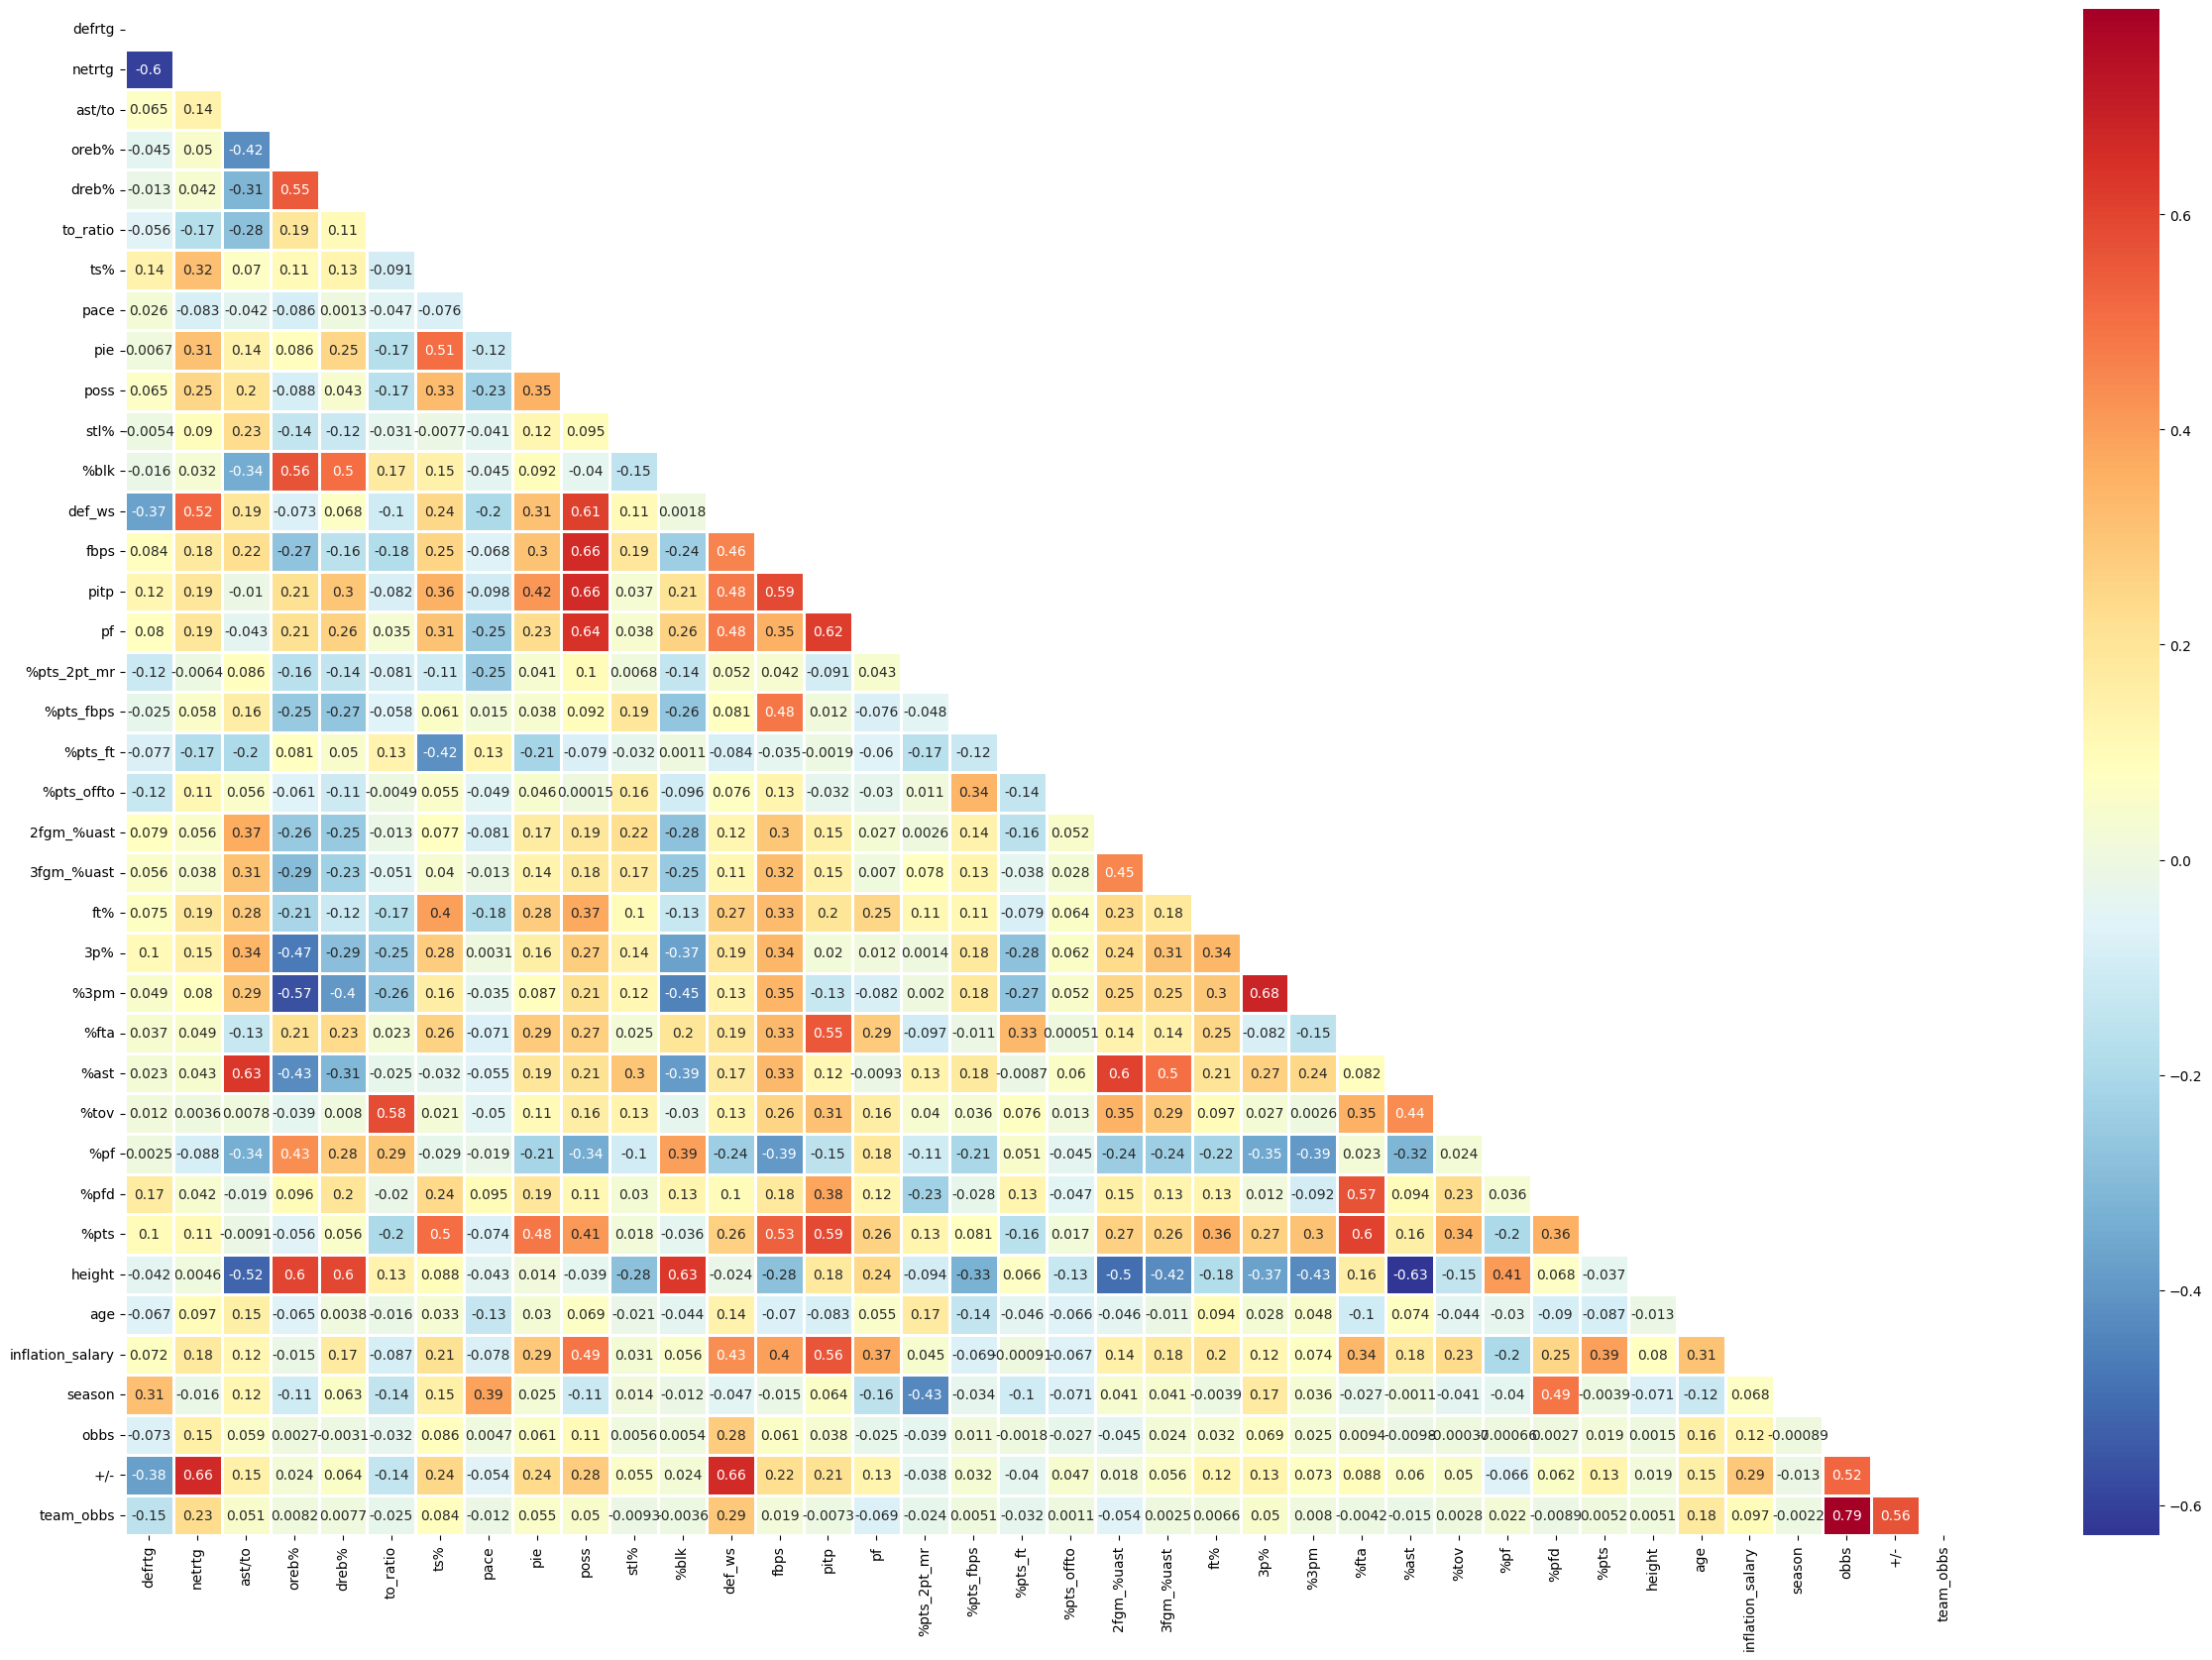 defrtg
netrtg -0.6
ast/to 0.065 0.14
oreb% -0.045 0.05 -0.42
dreb% -0.013 0.042 -0.31 0.55
to_ratio -0.056 -0.17 -0.28 0.19 0.11 0.6
ts% 0.14 0.32 0.07 0.11 0.13 -0.091
pace 0.026 -0.083 -0.042 -0.086 0.0013 -0.047 -0.076
pie 0.0067 0.31 0.14 0.086 0.25 -0.17 0.51 -0.12
poss 0.065 0.25 0.2 -0.088 0.043 -0.17 0.33 -0.23 0.35
stl% -0.0054 0.09 0.23 -0.14 -0.12 -0.031 -0.0077 -0.041 0.12 0.095 0.4
%blk -0.016 0.032 -0.34 0.56 0.5 0.17 0.15 -0.045 0.092 -0.04 -0.15
def_ws -0.37 0.52 0.19 -0.073 0.068 -0.1 0.24 -0.2 0.31 0.61 0.11 0.0018
fbps 0.084 0.18 0.22 -0.27 -0.16 -0.18 0.25 -0.068 0.3 0.66 0.19 -0.24 0.46
pitp 0.12 0.19 -0.01 0.21 0.3 -0.082 0.36 -0.098 0.42 0.66 0.037 0.21 0.48 0.59
pf 0.08 0.19 -0.043 0.21 0.26 0.035 0.31 -0.25 0.23 0.64 0.038 0.26 0.48 0.35 0.62 0.2
%pts_2pt_mr -0.12 -0.0064 0.086 -0.16 -0.14 -0.081 -0.11 -0.25 0.041 0.1 0.0068 -0.14 0.052 0.042 -0.091 0.043
%pts_fbps -0.025 0.058 0.16 -0.25 -0.27 -0.058 0.061 0.015 0.038 0.092 0.19 -0.26 0.081 0.48 0.012 -0.076 -0.048
%pts_ft -0.077 -0.17 -0.2 0.081 0.05 0.13 -0.42 0.13 -0.21 -0.079 -0.032 0.0011 -0.084 -0.035 -0.0019 -0.06 -0.17 -0.12
%pts_offto -0.12 0.11 0.056 -0.061 -0.11 -0.0049 0.055 -0.049 0.046 0.00015 0.16 -0.096 0.076 0.13 -0.032 -0.03 0.011 0.34 -0.14
2fgm_%uast 0.079 0.056 0.37 -0.26 -0.25 -0.013 0.077 -0.081 0.17 0.19 0.22 -0.28 0.12 0.3 0.15 0.027 0.0026 0.14 -0.16 0.052
3fgm_%uast 0.056 0.038 0.31 -0.29 -0.23 -0.051 0.04 -0.013 0.14 0.18 0.17 -0.25 0.11 0.32 0.15 0.007 0.078 0.13 -0.038 0.028 0.45 0.0
ft% 0.075 0.19 0.28 -0.21 -0.12 -0.17 0.4 -0.18 0.28 0.37 0.1 -0.13 0.27 0.33 0.2 0.25 0.11 0.11 -0.079 0.064 0.23 0.18
3p% 0.1 0.15 0.34 -0.47 -0.29 -0.25 0.28 0.0031 0.16 0.27 0.14 -0.37 0.19 0.34 0.02 0.012 0.0014 0.18 -0.28 0.062 0.24 0.31 0.34
%3pm 0.049 0.08 0.29 -0.57 -0.4 -0.26 0.16 -0.035 0.087 0.21 0.12 -0.45 0.13 0.35 -0.13 -0.082 0.002 0.18 -0.27 0.052 0.25 0.25 0.3 0.68
%fta 0.037 0.049 -0.13 0.21 0.23 0.023 0.26 -0.071 0.29 0.27 0.025 0.2 0.19 0.33 0.55 0.29 -0.097 -0.011 0.33 0.00051 0.14 0.14 0.25 -0.082 -0.15
%ast 0.023 0.043 0.63 -0.43 -0.31 -0.025 -0.032 -0.055 0.19 0.21 0.3 -0.39 0.17 0.33 0.12 -0.0093 0.13 0.18 -0.0087 0.06 0.6 0.5 0.21 0.27 0.24 0.082 −0.2
%tov 0.012 0.0036 0.0078 -0.039 0.008 0.58 0.021 -0.05 0.11 0.16 0.13 -0.03 0.13 0.26 0.31 0.16 0.04 0.036 0.076 0.013 0.35 0.29 0.097 0.027 0.0026 0.35 0.44
%pf 0.0025 -0.088 -0.34 0.43 0.28 0.29 -0.029 -0.019 -0.21 -0.34 -0.1 0.39 -0.24 -0.39 -0.15 0.18 -0.11 -0.21 0.051 -0.045 -0.24 -0.24 -0.22 -0.35 -0.39 0.023 -0.32 0.024
%pfd 0.17 0.042 -0.019 0.096 0.2 -0.02 0.24 0.095 0.19 0.11 0.03 0.13 0.1 0.18 0.38 0.12 -0.23 -0.028 0.13 -0.047 0.15 0.13 0.13 0.012 -0.092 0.57 0.094 0.23 0.036
%pts 0.1 0.11 -0.0091 -0.056 0.056 -0.2 0.5 -0.074 0.48 0.41 0.018 -0.036 0.26 0.53 0.59 0.26 0.13 0.081 -0.16 0.017 0.27 0.26 0.36 0.27 0.3 0.6 0.16 0.34 -0.2 0.36
height -0.042 0.0046 -0.52 0.6 0.6 0.13 0.088 -0.043 0.014 -0.039 -0.28 0.63 -0.024 -0.28 0.18 0.24 -0.094 -0.33 0.066 -0.13 -0.5 -0.42 -0.18 -0.37 -0.43 0.16 -0.63 -0.15 0.41 0.068 -0.037 −0.4
age -0.067 0.097 0.15 -0.065 0.0038 -0.016 0.033 -0.13 0.03 0.069 -0.021 -0.044 0.14 -0.07 -0.083 0.055 0.17 -0.14 -0.046 -0.066 -0.046 -0.011 0.094 0.028 0.048 -0.1 0.074 -0.044 -0.03 -0.09 -0.087 -0.013
inflation_salary 0.072 0.18 0.12 -0.015 0.17 -0.087 0.21 -0.078 0.29 0.49 0.031 0.056 0.43 0.4 0.56 0.37 0.045 -0.069 -0.00091 -0.067 0.14 0.18 0.2 0.12 0.074 0.34 0.18 0.23 -0.2 0.25 0.39 0.08 0.31
season 0.31 -0.016 0.12 -0.11 0.063 -0.14 0.15 0.39 0.025 -0.11 0.014 -0.012 -0.047 -0.015 0.064 -0.16 -0.43 -0.034 -0.1 -0.071 0.041 0.041 -0.0039 0.17 0.036 -0.027 -0.0011 -0.041 -0.04 0.49 -0.0039 -0.071 -0.12 0.068
obbs -0.073 0.15 0.059 0.0027 -0.0031 -0.032 0.086 0.0047 0.061 0.11 0.0056 0.0054 0.28 0.061 0.038 -0.025 -0.039 0.011 -0.0018 -0.027 -0.045 0.024 0.032 0.069 0.025 0.0094 -0.0098 -0.00037 -0.00066 0.0027 0.019 0.0015 0.16 0.12 -0.00089
+/- -0.38 0.66 0.15 0.024 0.064 -0.14 0.24 -0.054 0.24 0.28 0.055 0.024 0.66 0.22 0.21 0.13 -0.038 0.032 -0.04 0.047 0.018 0.056 0.12 0.13 0.073 0.088 0.06 0.05 -0.066 0.062 0.13 0.019 0.15 0.29 -0.013 0.52
team_obbs -0.15 0.23 0.051 0.0082 0.0077 -0.025 0.084 -0.012 0.055 0.05 -0.0093 -0.0036 0.29 0.019 -0.0073 -0.069 -0.024 0.0051 -0.032 0.0011 -0.054 0.0025 0.0066 0.05 0.008 -0.0042 -0.015 0.0028 0.022 -0.0089 0.0052 0.0051 0.18 0.097 -0.0022 0.79 0.56 −0.6
defrtg netrtg ast/to oreb% dreb% to_ratio ts% pace pie poss stl% %blk def_ws fbps pitp pf %pts_2pt_mr %pts_fbps %pts_ft %pts_offto 2fgm_%uast 3fgm_%uast ft% 3p% %3pm %fta %ast %tov %pf %pfd %pts height age inflation_salary season obbs +/- team_obbs